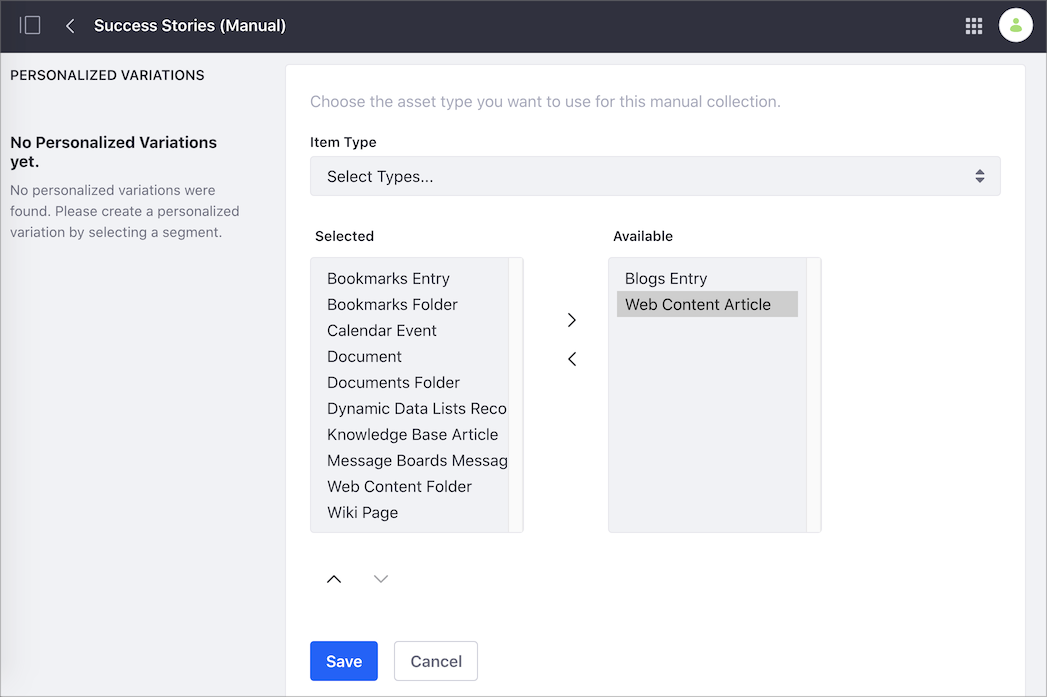 Success Stories (Manual)
PERSONALIZED VARIATIONS
No Personalized Variations
yet.
No personalized variations were
found. Please create a personalized
variation by selecting a segment.
Choose the asset type you want to use for this manual collection.
Item Type
Select Types...
Selected
Bookmarks Entry
Bookmarks Folder
Calendar Event
Document
Documents Folder
Dynamic Data Lists Reco
Knowledge Base Article
Message Boards Messag
Web Content Folder
Wiki Page
Available
Blogs Entry
Web Content Article
Save
Cancel